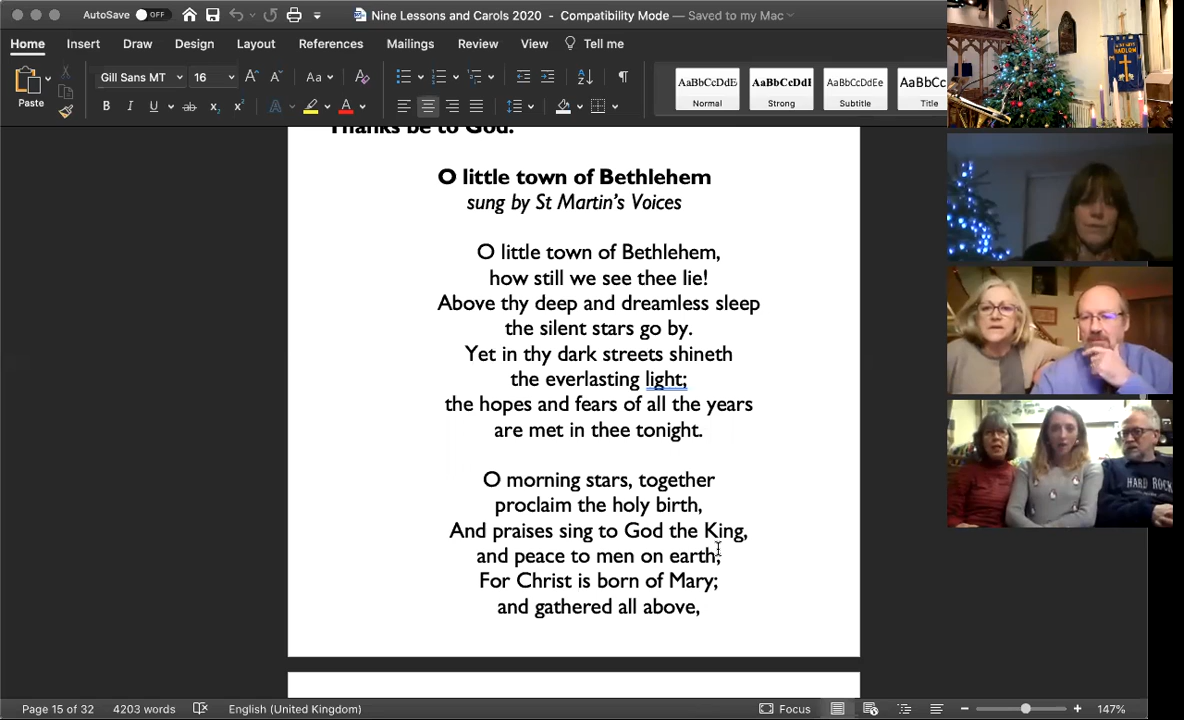 AutoSave
OFF
Nine Lessons and Carols 2020 - Compatibility Mode — Saved to my Mac
Home
Insert
Draw
Design
Layout
References
Mailings
Review
View
Tell me
Paste
Gill Sans MT
16
AaBbCcDdE
AaBbCcDdI
AaBbCcDdEe
AaBbCcD
Normal
Strong
Subtitle
Title
Thanks be to God.
O little town of Bethlehem
sung by St Martin's Voices
O little town of Bethlehem,
how still we see thee lie!
Above thy deep and dreamless sleep
the silent stars go by.
Yet in thy dark streets shineth
the everlasting light;
the hopes and fears of all the years
are met in thee tonight.
O morning stars, together
proclaim the holy birth,
And praises sing to God the King,
and peace to men on earth;
For Christ is born of Mary;
and gathered all above,
HADLOW
HARD ROCK
Page 15 of 32
4203 words
English (United Kingdom)
Focus
147%